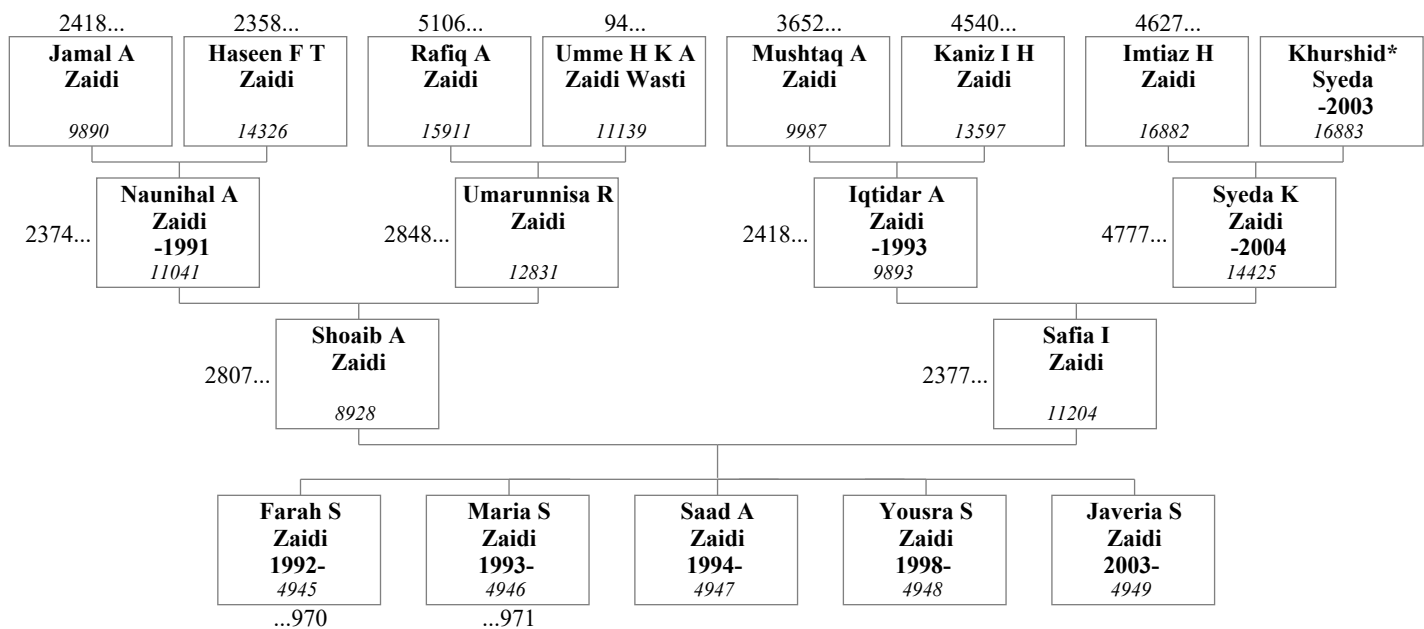 2418... 2358... 5106... 94... 3652... 4540... 4627...
Jamal A
Zaidi
9890
Haseen F T
Zaidi
14326
Rafiq A
Zaidi
15911
Umme H K A
Zaidi Wasti
11139
Mushtaq A
Zaidi
9987
Kaniz I H
Zaidi
13597
Imtiaz H
Zaidi
16882
Khurshid*
Syeda
-2003
16883
2374...
Naunihal A
Zaidi
-1991
11041
2848...
Umarunnisa R
Zaidi
12831
2418...
Iqtidar A
Zaidi
-1993
9893
4777...
Syeda K
Zaidi
-2004
14425
2807...
Shoaib A
Zaidi
8928
2377...
Safia I
Zaidi
11204
Farah S
Zaidi
1992-
4945
...970
Maria S
Zaidi
1993-
4946
...971
Saad A
Zaidi
1994-
4947
Yousra S
Zaidi
1998-
4948
Javeria S
Zaidi
2003-
4949